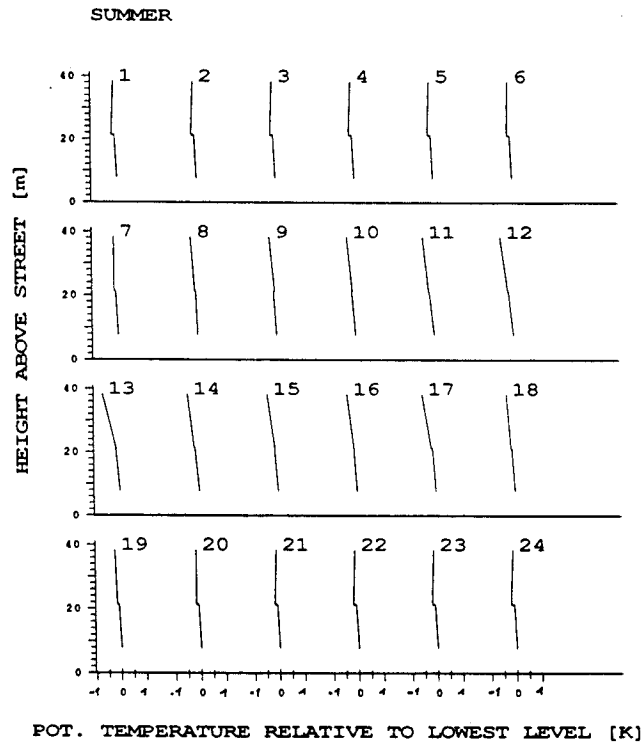 SUMMER
40 1 2 3 4 5 6
20
0
40 7 8 9 10 11 12
20
0
40 13 14 15 16 17 18
20
0
40 19 20 21 22 23 24
20
0
-1 0 1 -1 0 1 -1 0 1 -1 0 1 -1 0 1 -1 0 1
HEIGHT ABOVE STREET [m]
POT. TEMPERATURE RELATIVE TO LOWEST LEVEL [K]